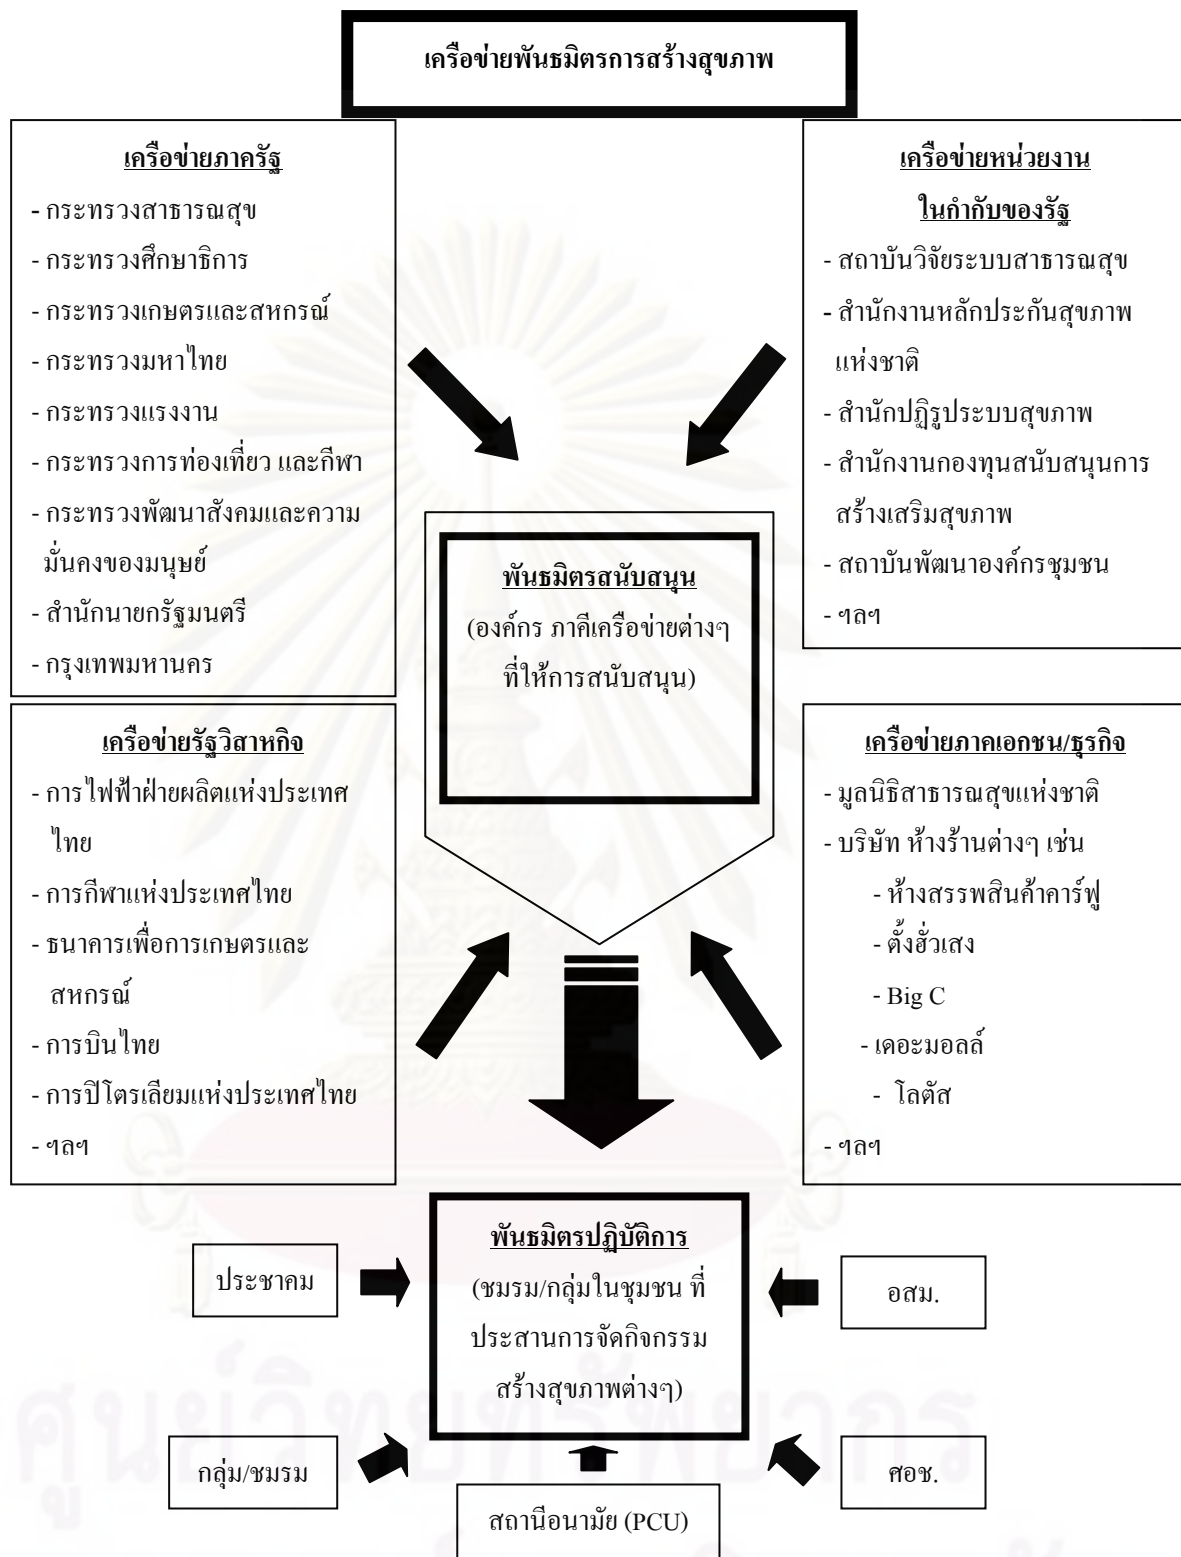 เครือข่ายพันธมิตรการสร้างสุขภาพ
เครือข่ายภาครัฐ
- กระทรวงสาธารณสุข
- กระทรวงศึกษาธิการ
- กระทรวงเกษตรและสหกรณ์
- กระทรวงมหาไทย
- กระทรวงแรงงาน
- กระทรวงการท่องเที่ยว และกีฬา
- กระทรวงพัฒนาสังคมและความ
มั่นคงของมนุษย์
- สำนักนายกรัฐมนตรี
- กรุงเทพมหานคร
เครือข่ายหน่วยงาน
ในกำกับของรัฐ
- สถาบันวิจัยระบบสาธารณสุข
- สำนักงานหลักประกันสุขภาพ
แห่งชาติ
- สำนักปฏิรูประบบสุขภาพ
- สำนักงานกองทุนสนับสนุนการ
สร้างเสริมสุขภาพ
- สถาบันพัฒนาองค์กรชุมชน
- ฯลฯ
พันธมิตรสนับสนุน
(องค์กร ภาคีเครือข่ายต่างๆ
ที่ให้การสนับสนุน)
เครือข่ายรัฐวิสาหกิจ
- การไฟฟ้าฝ่ายผลิตแห่งประเทศ
ไทย
- การกีฬาแห่งประเทศไทย
- ธนาคารเพื่อการเกษตรและ
สหกรณ์
- การบินไทย
- การปิโตรเลียมแห่งประเทศไทย
- ฯลฯ
เครือข่ายภาคเอกชน/ธุรกิจ
- มูลนิธิสาธารณสุขแห่งชาติ
- บริษัท ห้างร้านต่างๆ เช่น
- ห้างสรรพสินค้าคาร์ฟู
- ตั้งฮั่วเสง
- Big C
- เดอะมอลล์
- โลตัส
- ฯลฯ
พันธมิตรปฏิบัติการ
(ชมรม/กลุ่มในชุมชน ที่
ประสานการจัดกิจกรรม
สร้างสุขภาพต่างๆ)
ประชาคม
อสม.
กลุ่ม/ชมรม
สถานีอนามัย (PCU)
ศอช.
ศูนย์วิทยทรัพยากร